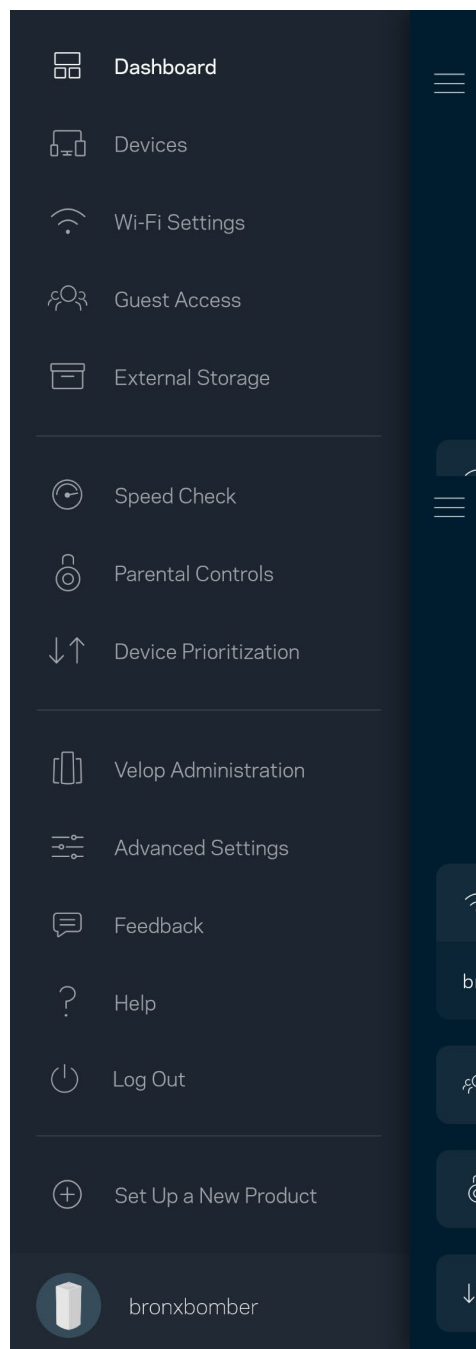 Dashboard
Devices
Wi-Fi Settings
Guest Access
External Storage
Speed Check
Parental Controls
Device Prioritization
Velop Administration
Advanced Settings
Feedback
Help
Log Out
Set Up a New Product
bronxbomber